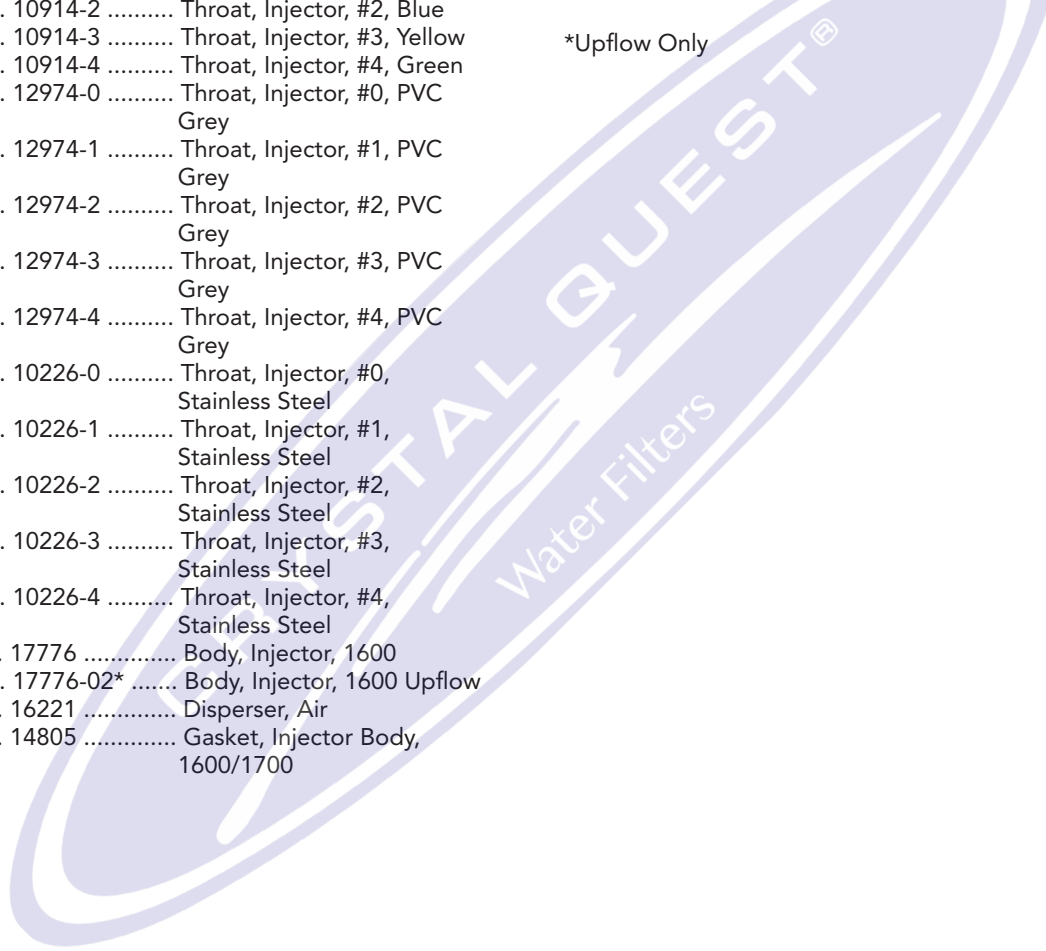 . 10914-2 .......... Throat, Injector, #2, Blue
. 10914-3 .......... Throat, Injector, #3, Yellow
. 10914-4 .......... Throat, Injector, #4, Green
. 12974-0 .......... Throat, Injector, #0, PVC
Grey
. 12974-1 .......... Throat, Injector, #1, PVC
Grey
. 12974-2 .......... Throat, Injector, #2, PVC
Grey
. 12974-3 .......... Throat, Injector, #3, PVC
Grey
. 12974-4 .......... Throat, Injector, #4, PVC
Grey
. 10226-0 .......... Throat, Injector, #0,
Stainless Steel
. 10226-1 .......... Throat, Injector, #1,
Stainless Steel
. 10226-2 .......... Throat, Injector, #2,
Stainless Steel
. 10226-3 .......... Throat, Injector, #3,
Stainless Steel
. 10226-4 .......... Throat, Injector, #4,
Stainless Steel
. 17776 .............. Body, Injector, 1600
. 17776-02* ....... Body, Injector, 1600 Upflow
. 16221 .............. Disperser, Air
. 14805 .............. Gasket, Injector Body,
1600/1700
*Upflow Only
CRYSTAL QUEST®
Water Filters